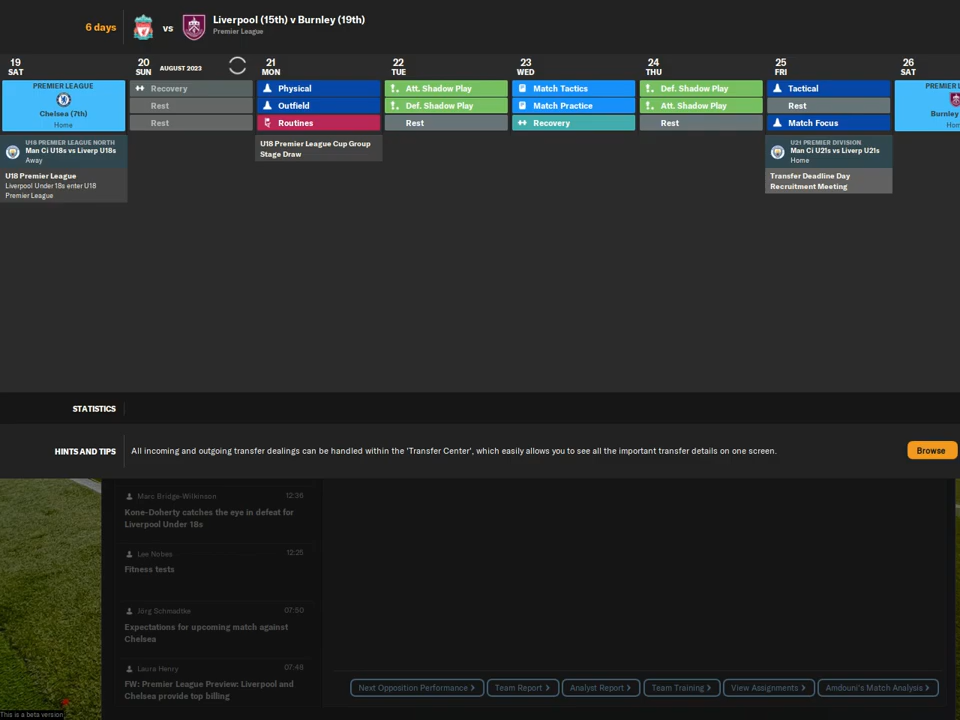 6 days
vs
Liverpool (15th) v Burnley (19th)
Premier League
19
SAT
20
SUN
AUGUST 2023
21
MON
22
TUE
23
WED
24
THU
25
FRI
26
SAT
PREMIER LEAGUE
Chelsea (7th)
Home
Recovery
Rest
Rest
Physical
Outfield
Routines
Att. Shadow Play
Def. Shadow Play
Rest
Match Tactics
Match Practice
Recovery
Def. Shadow Play
Att. Shadow Play
Rest
Tactical
Rest
Match Focus
PREMIER L
Burnley
Hom
U18 PREMIER LEAGUE NORTH
Man Ci U18s vs Liverp U18s
Away
U18 Premier League
Liverpool Under 18s enter U18
Premier League
U18 Premier League Cup Group
Stage Draw
U21 PREMIER DIVISION
Man Ci U21s vs Liverp U21s
Home
Transfer Deadline Day
Recruitment Meeting
STATISTICS
HINTS AND TIPS
All incoming and outgoing transfer dealings can be handled within the 'Transfer Center', which easily allows you to see all the important transfer details on one screen.
Browse
Marc Bridge-Wilkinson
12:36
Kone-Doherty catches the eye in defeat for
Liverpool Under 18s
Lee Nobes
12:25
Fitness tests
Jörg Schmadtke
07:50
Expectations for upcoming match against
Chelsea
Laura Henry
07:46
FW: Premier League Preview: Liverpool and
Chelsea provide top billing
Next Opposition Performance >
Team Report >
Analyst Report >
Team Training >
View Assignments >
Amdouni's Match Analysis >
This is a beta version